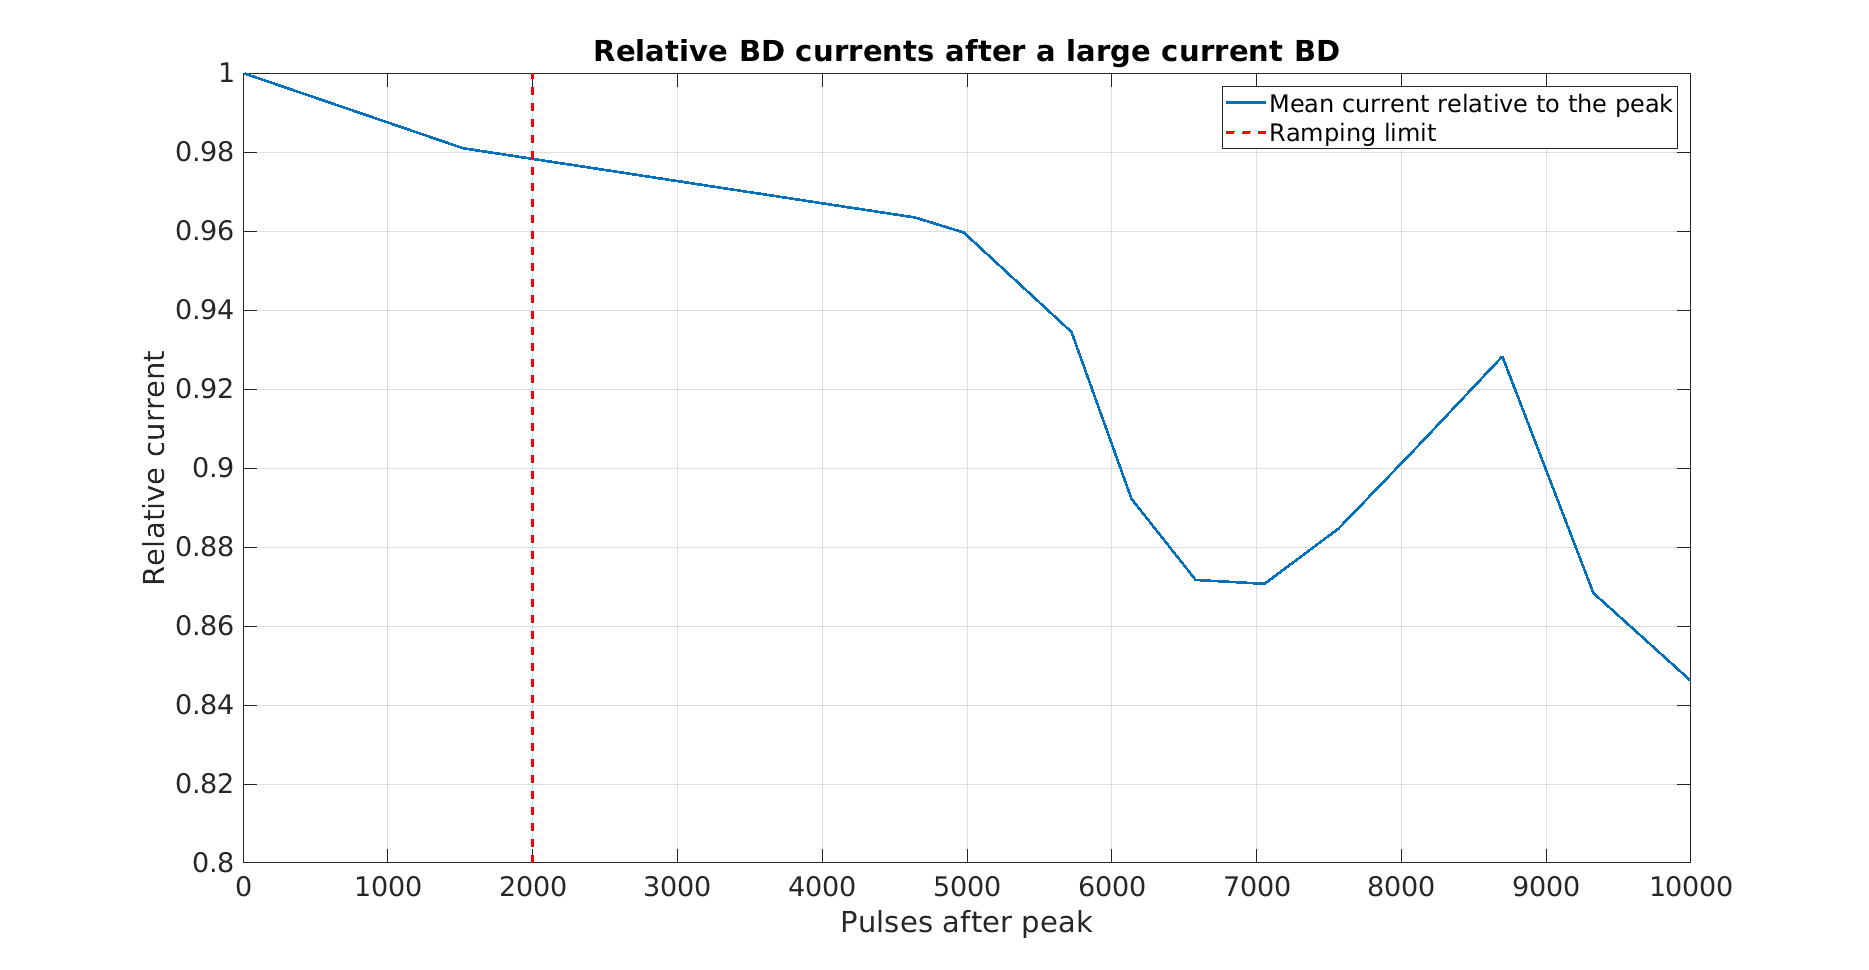 Relative BD currents after a large current BD
Mean current relative to the peak
Ramping limit
1
0.98
0.96
0.94
0.92
0.9
0.88
0.86
0.84
0.82
0.8
Relative current
0 1000 2000 3000 4000 5000 6000 7000 8000 9000 10000
Pulses after peak